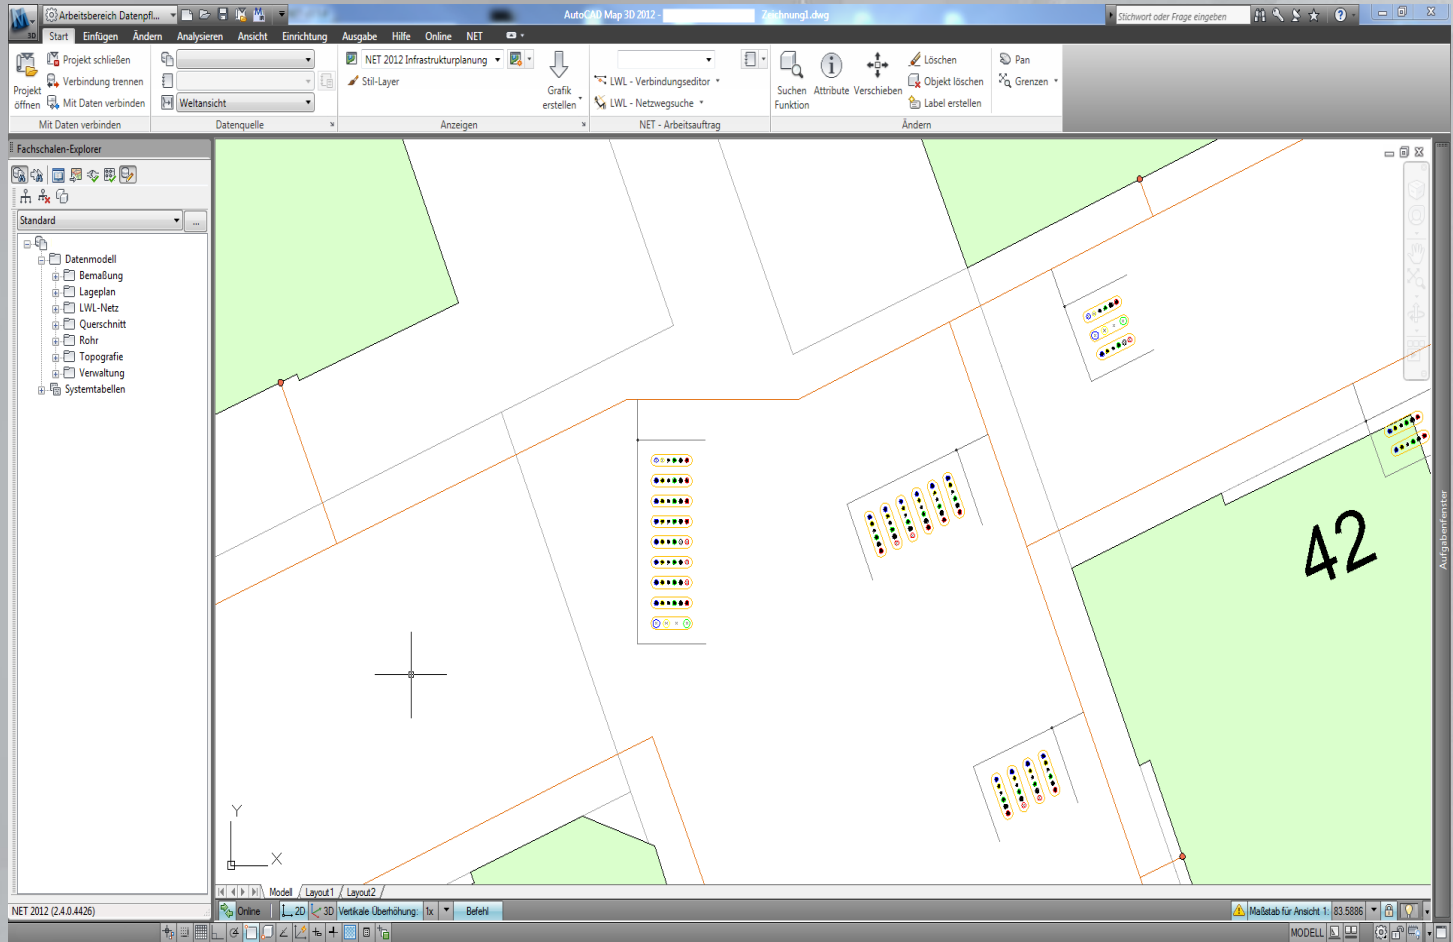 Arbeitsbereich Datenpfl...
AutoCAD Map 3D 2012 -
Zeichnung1.dwg
Stichwort oder Frage eingeben
3D
Start
Einfügen
Ändern
Analysieren
Ansicht
Einrichtung
Ausgabe
Hilfe
Online
NET
Projekt öffnen
Projekt schließen
Verbindung trennen
Mit Daten verbinden
Weltansicht
NET 2012 Infrastrukturplanung
Stil-Layer
Grafik erstellen
LWL - Verbindungseditor
LWL - Netzwegsuche
Suchen Funktion
Attribute
Verschieben
Löschen
Objekt löschen
Label erstellen
Pan
Grenzen
Mit Daten verbinden
Datenquelle
Anzeigen
NET - Arbeitsauftrag
Ändern
Fachschalen-Explorer
Standard
...
Datenmodell
Bemaßung
Lageplan
LWL-Netz
Querschnitt
Rohr
Topografie
Verwaltung
Systemtabellen
42
Aufgabenfenster
Y
X
Modell
Layout1
Layout2
NET 2012 (2.4.0.4426)
Online
2D
3D
Vertikale Überhöhung:
1x
Befehl
Maßstab für Ansicht 1:
83.5886
MODELL